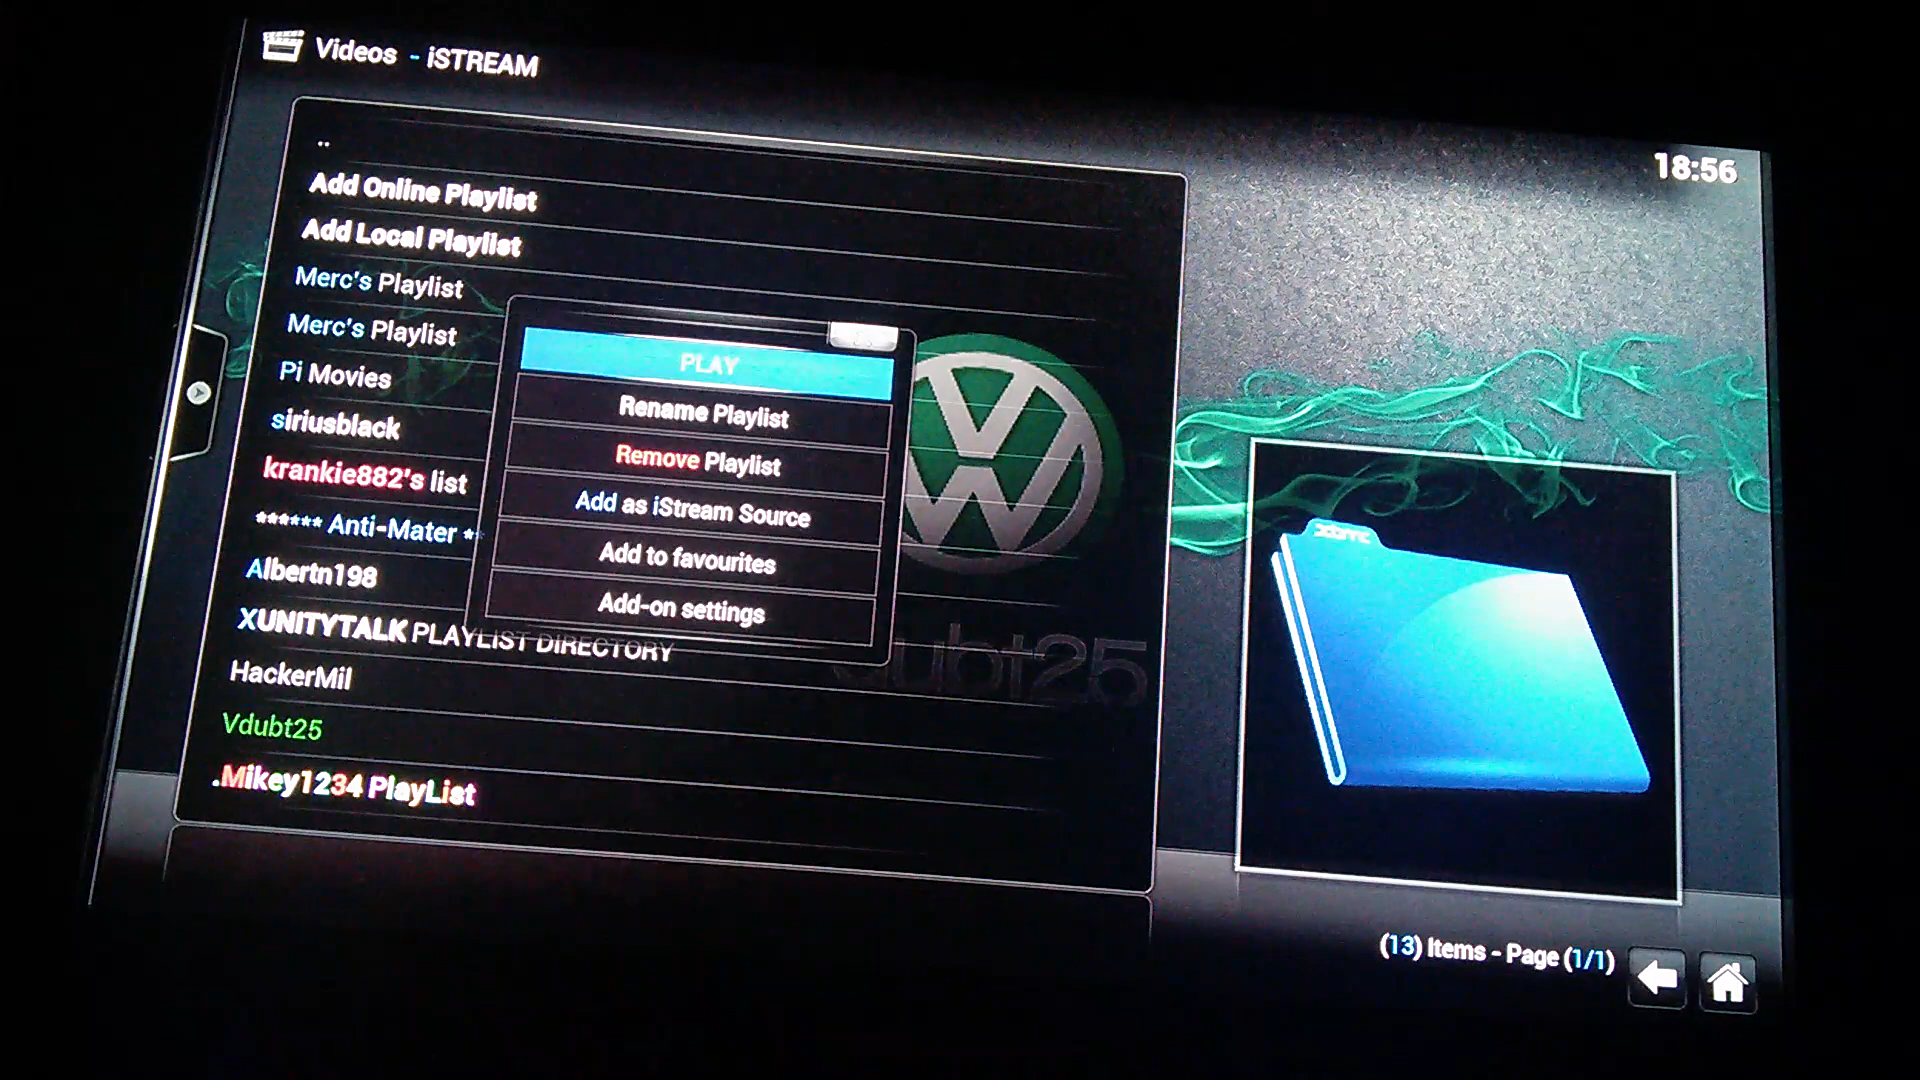 Videos - iSTREAM
18:56
..
Add Online Playlist
Add Local Playlist
Merc's Playlist
Merc's Playlist
Pi Movies
siriusblack
krankie882's list
****** Anti-Mater **
Albertn198
XUNITYTALK PLAYLIST DIRECTORY
HackerMil
Vdubt25
.Mikey1234 PlayList
PLAY
Rename Playlist
Remove Playlist
Add as iStream Source
Add to favourites
Add-on settings
dubt25
xbmc
(13) Items - Page (1/1)